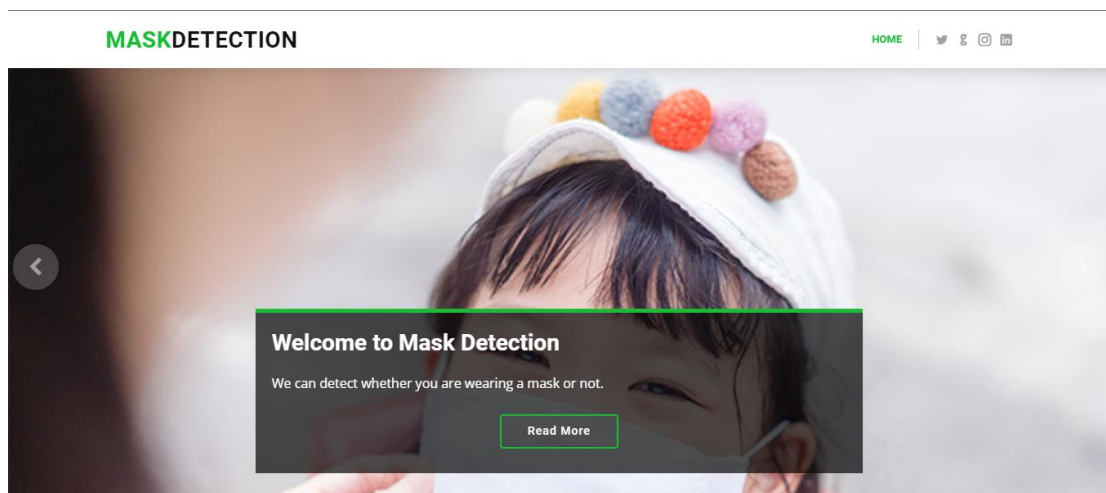 MASKDETECTION
HOME
Welcome to Mask Detection
We can detect whether you are wearing a mask or not.
Read More